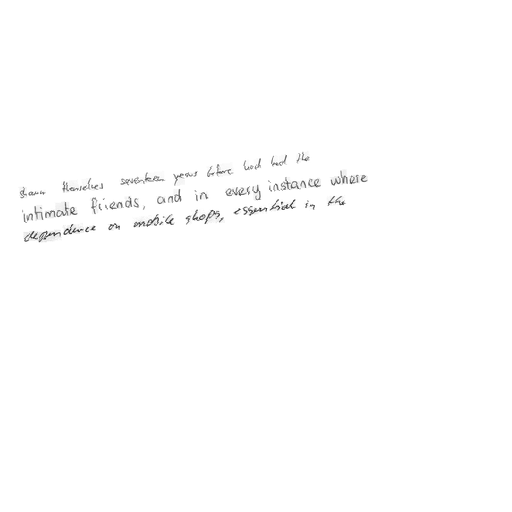 shown themselves seventeen years before had had the
intimate friends, and in every instance where
dependence on mobile shops, essential in the